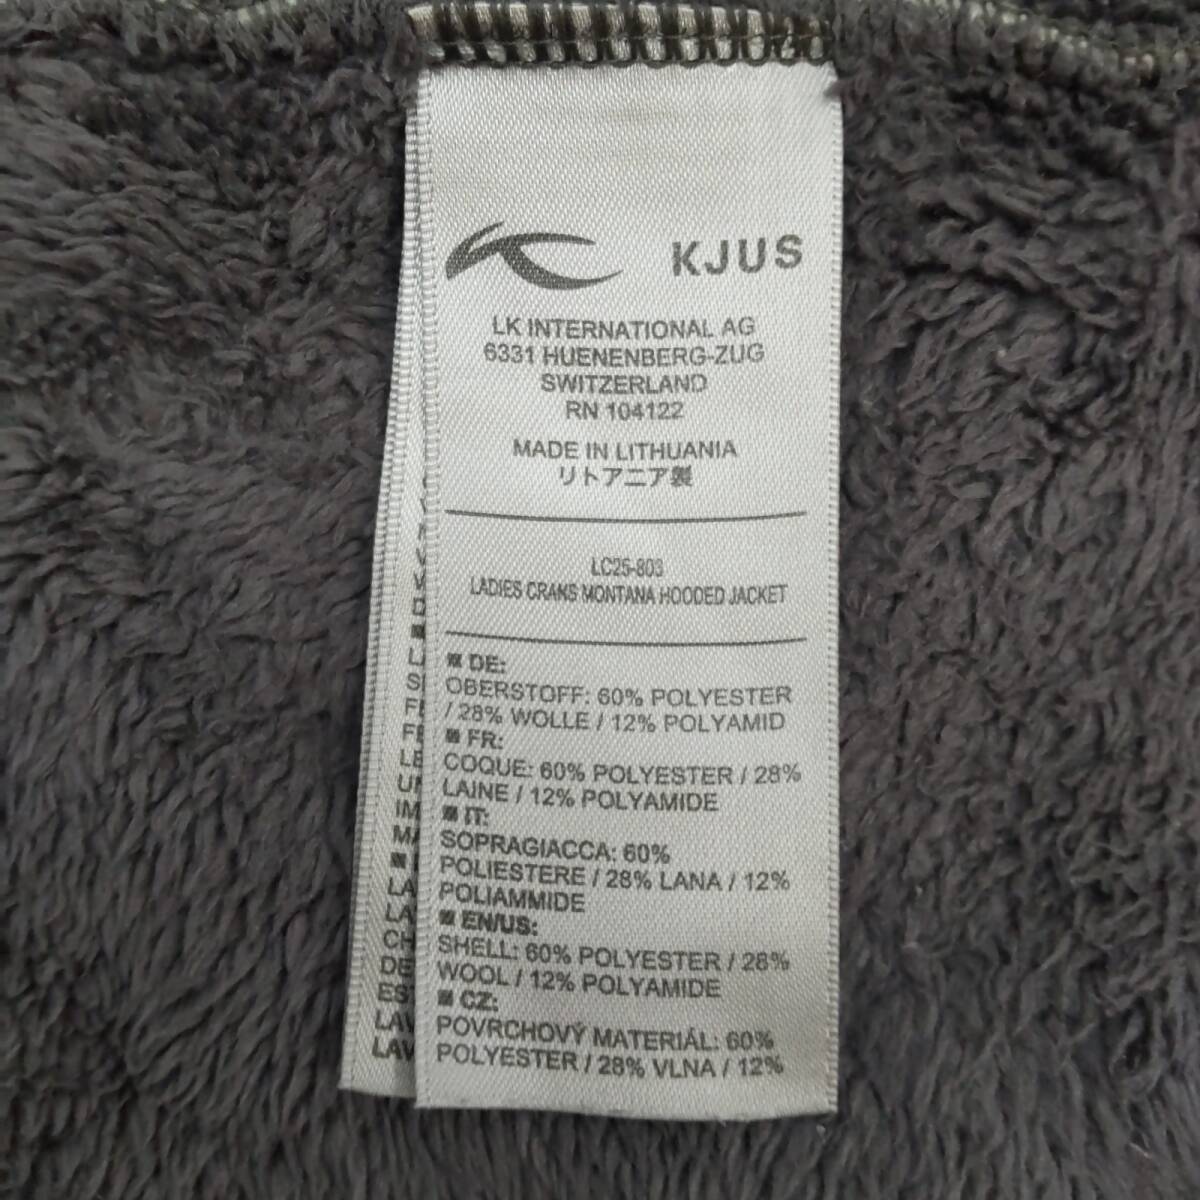 KJUS
LK INTERNATIONAL AG
6331 HUENENBERG-ZUG
SWITZERLAND
RN 104122
MADE IN LITHUANIA
リトアニア製
LC25-803
LADIES CRANS MONTANA HOODED JACKET
■ DE:
OBERSTOFF: 60% POLYESTER
/ 28% WOLLE / 12% POLYAMID
■ FR:
COQUE: 60% POLYESTER / 28%
LAINE / 12% POLYAMIDE
■ IT:
SOPRAGIACCA: 60%
POLIESTERE / 28% LANA / 12%
POLIAMMIDE
■ EN/US:
SHELL: 60% POLYESTER / 28%
WOOL / 12% POLYAMIDE
■ CZ:
POVRCHOVÝ MATERIÁL: 60%
POLYESTER / 28% VLNA / 12%